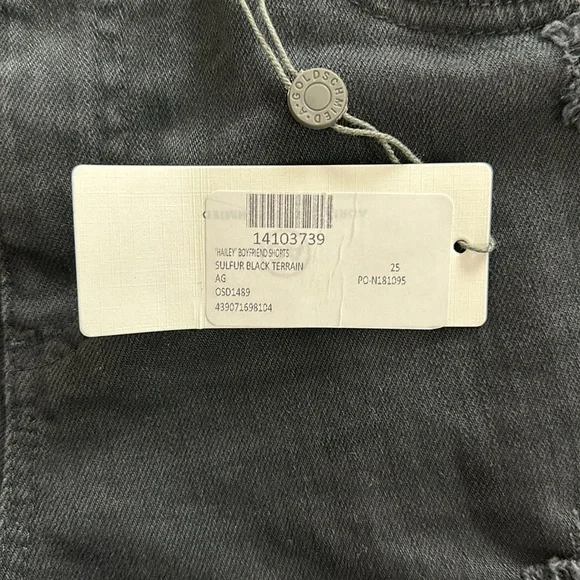 A·GOLDSCHMIED·
14103739
'HAILEY' BOYFRIEND SHORTS
SULFUR BLACK TERRAIN 25
AG PO-N181095
OSD1489
439071698104